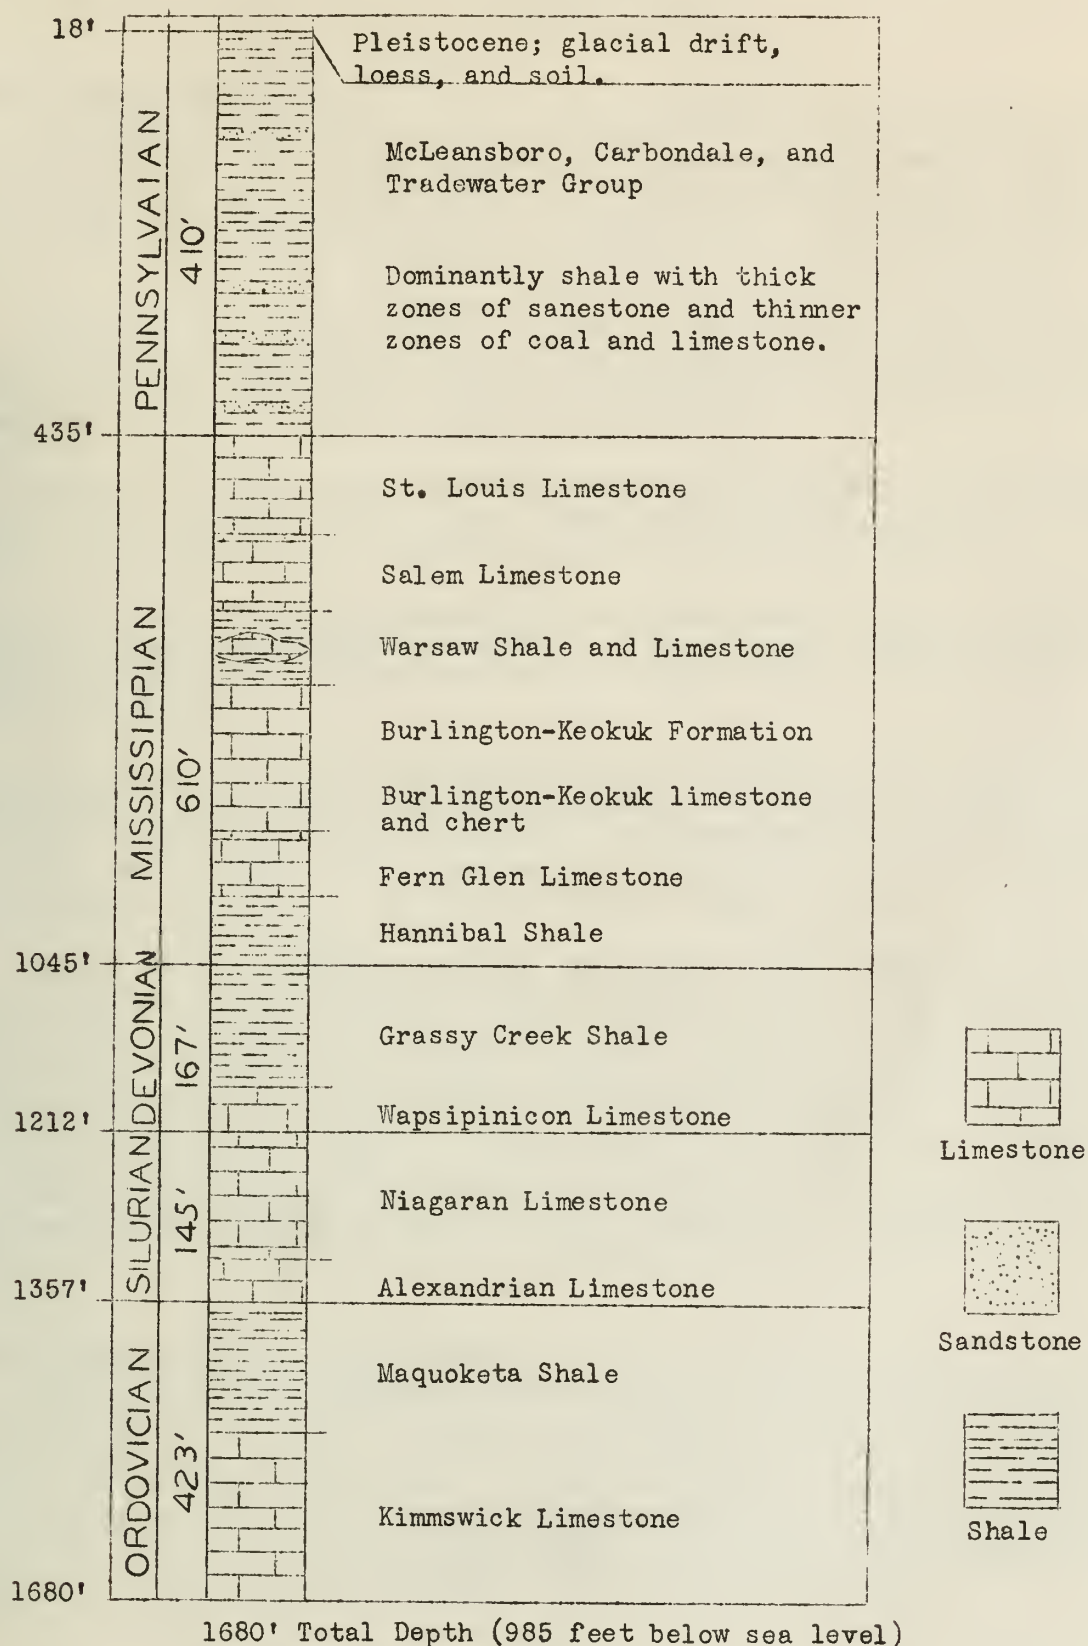 18'
Pleistocene; glacial drift,
loess, and soil.
PENNSYLVAIAN
410'
McLeansboro, Carbondale, and
Tradewater Group
Dominantly shale with thick
zones of sanestone and thinner
zones of coal and limestone.
435'
MISSISSIPPIAN
610'
St. Louis Limestone
Salem Limestone
Warsaw Shale and Limestone
Burlington-Keokuk Formation
Burlington-Keokuk limestone
and chert
Fern Glen Limestone
Hannibal Shale
1045'
DEVONIAN
167'
Grassy Creek Shale
Wapsipinicon Limestone
1212'
SILURIAN
145'
Niagaran Limestone
Alexandrian Limestone
1357'
ORDOVICIAN
423'
Maquoketa Shale
Kimmswick Limestone
1680'
1680' Total Depth (985 feet below sea level)
Limestone
Sandstone
Shale